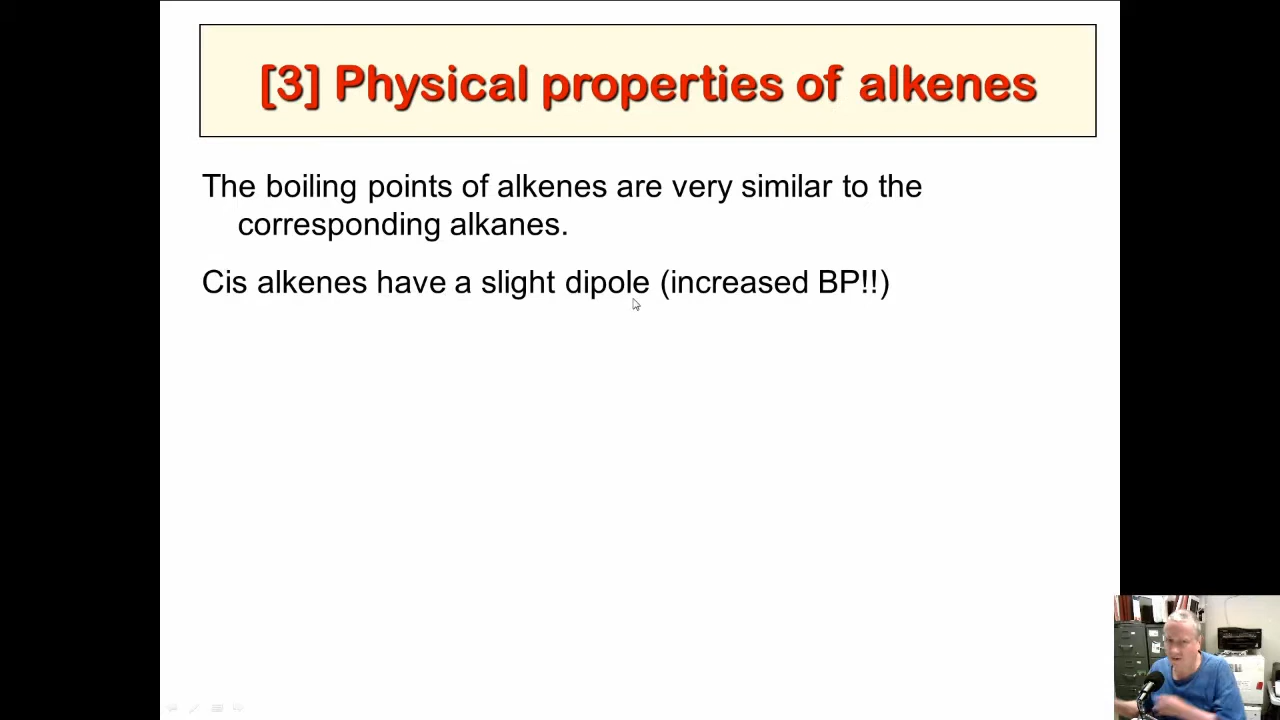 [3] Physical properties of alkenes
The boiling points of alkenes are very similar to the
corresponding alkanes.
Cis alkenes have a slight dipole (increased BP!!)